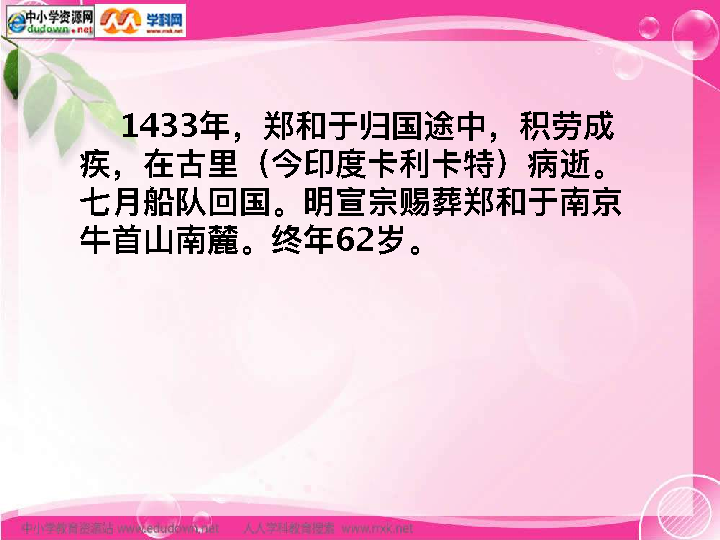 中小学资源网
edudown.net
学科网
www.nxk.net
1433年，郑和于归国途中，积劳成
疾，在古里（今印度卡利卡特）病逝。
七月船队回国。明宣宗赐葬郑和于南京
牛首山南麓。终年62岁。
中小学教育资源站 www.edudown.net 人人学科教育搜索 www.nxk.net